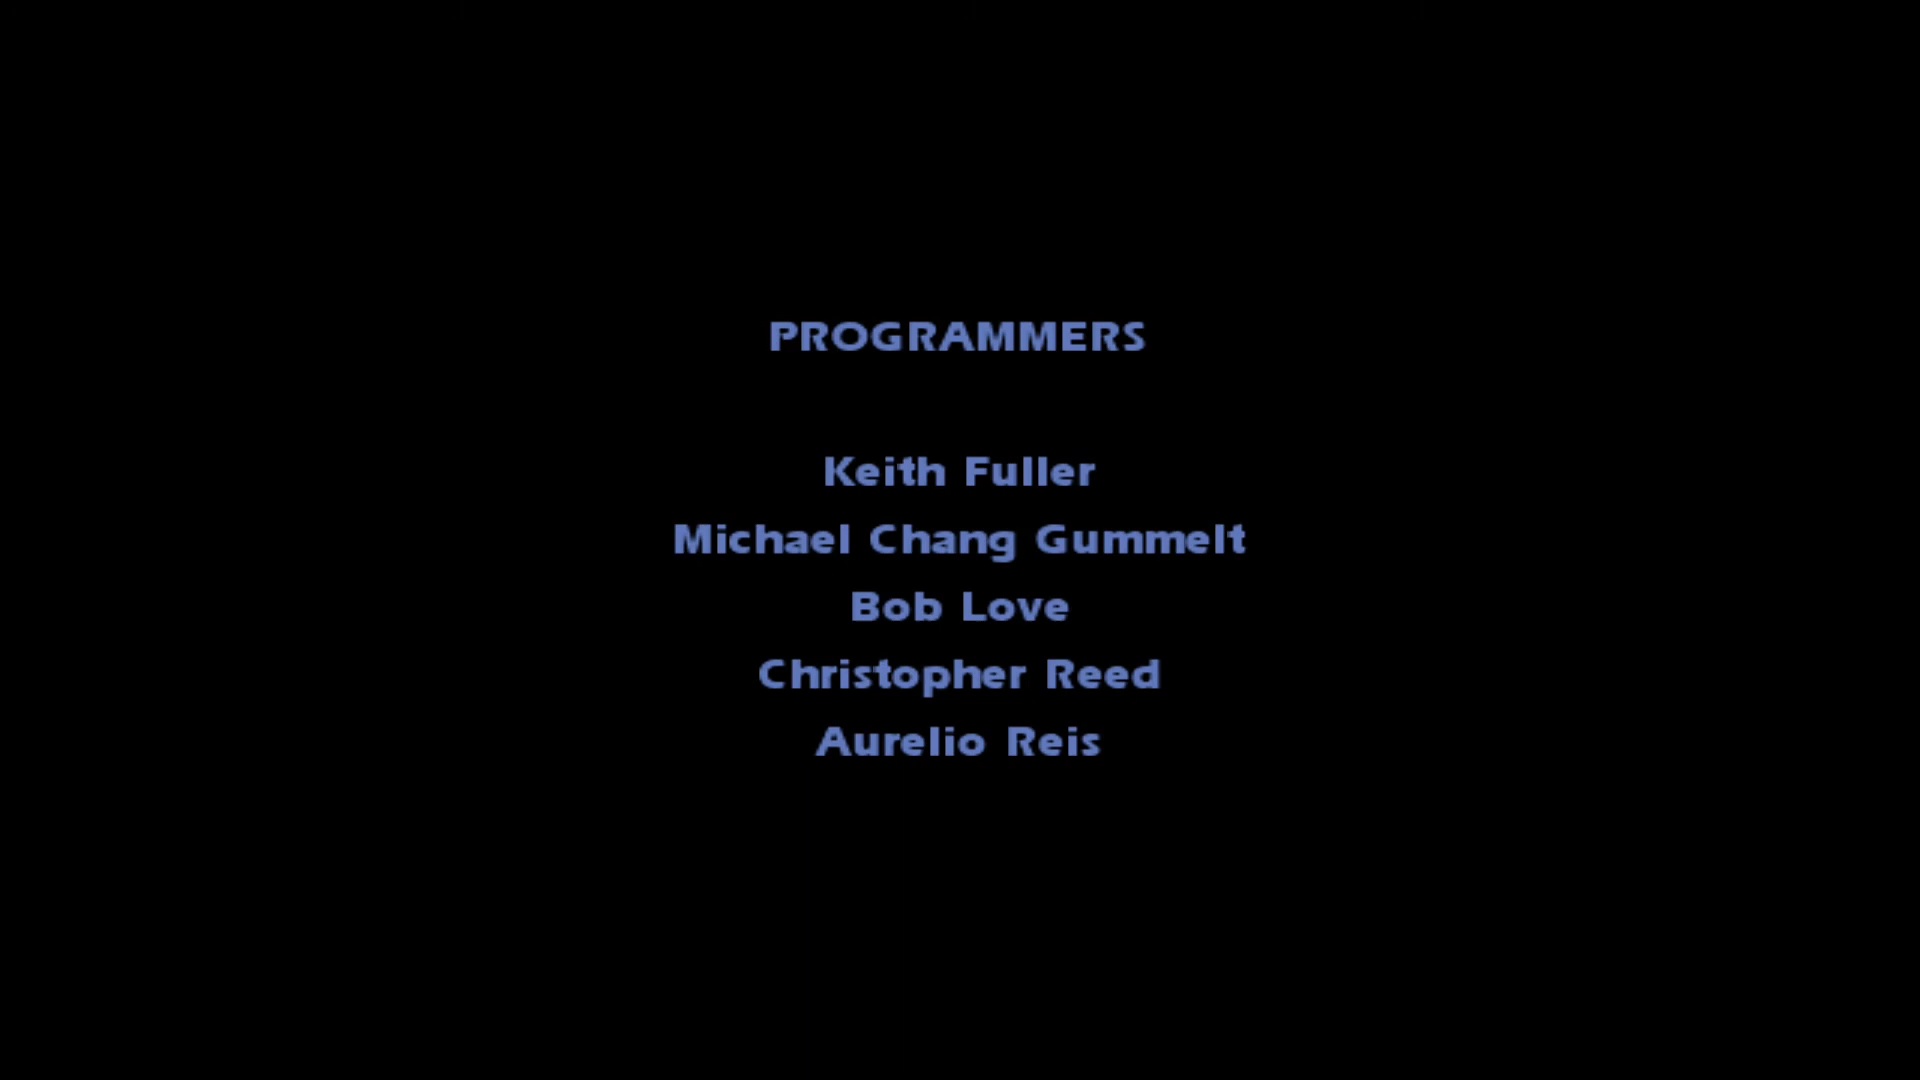 PROGRAMMERS
Keith Fuller
Michael Chang Gummelt
Bob Love
Christopher Reed
Aurelio Reis